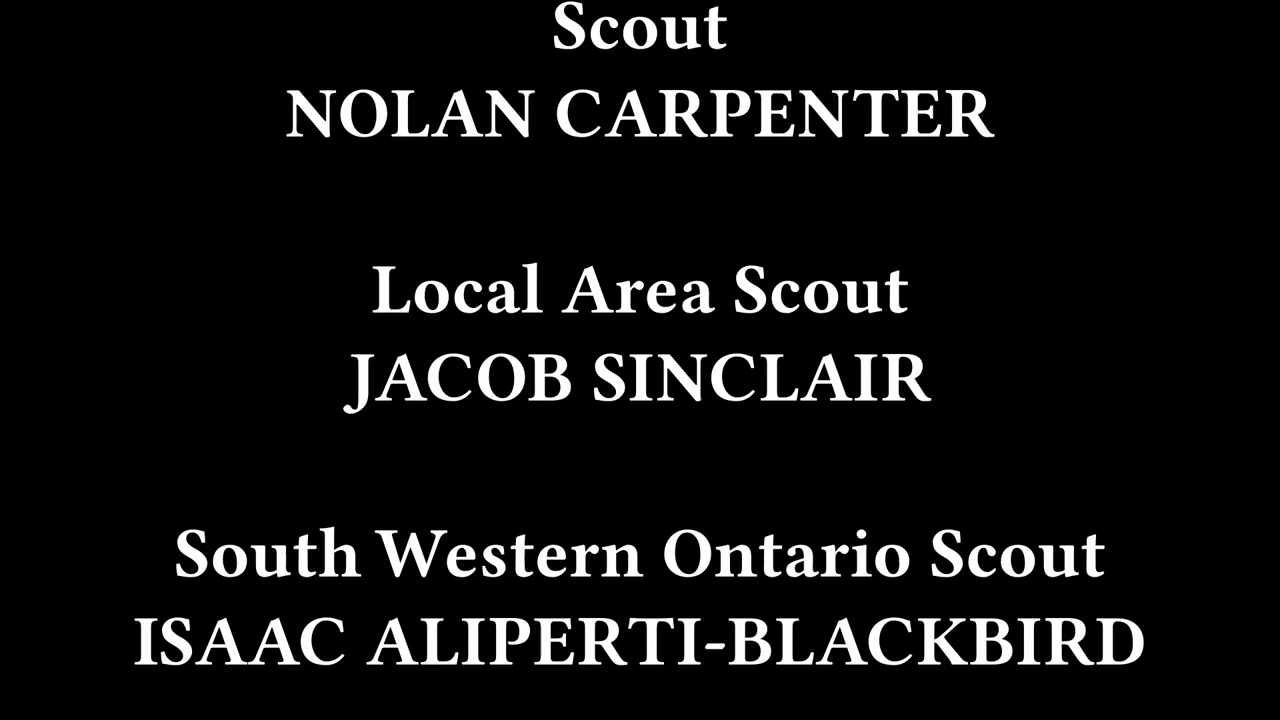 Scout
NOLAN CARPENTER
Local Area Scout
JACOB SINCLAIR
South Western Ontario Scout
ISAAC ALIPERTI-BLACKBIRD